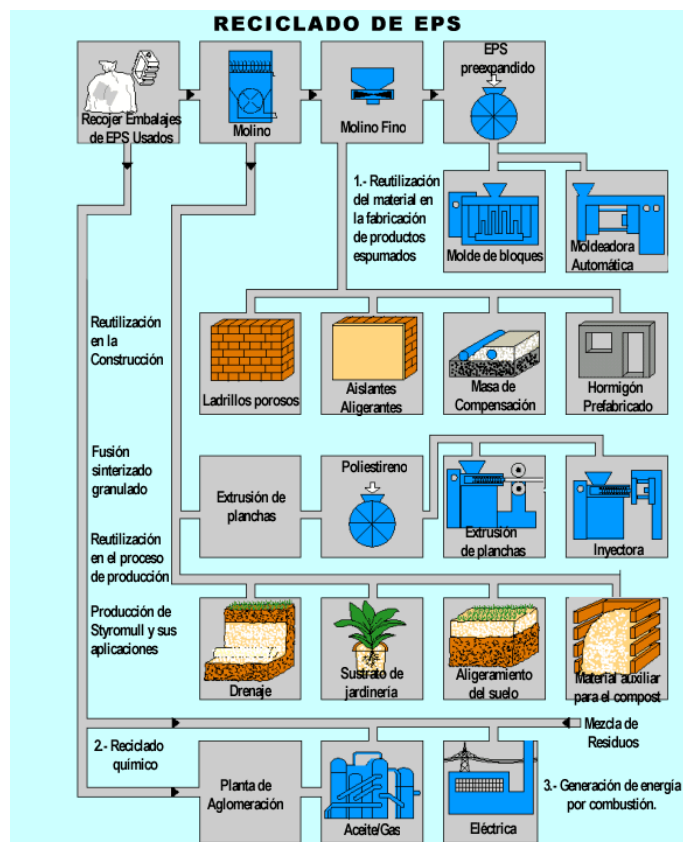 RECICLADO DE EPS
Recojer Embalajes
de EPS Usados
Molino
Molino Fino
EPS
preexpandido
1.- Reutilización
del material en
la fabricación
de productos
espumados
Molde de bloques
Moldeadora
Automática
Reutilización
en la
Construcción
Ladrillos porosos
Aislantes
Aligerantes
Masa de
Compensación
Hormigón
Prefabricado
Fusión
sinterizado
granulado
Extrusión de
planchas
Poliestireno
Extrusión
de planchas
Inyectora
Reutilización
en el proceso
de producción
Producción de
Styromull y sus
aplicaciones
Drenaje
Sustrato de
jardineria
Aligeramiento
del suelo
Material auxiliar
para el compost
Mezcla de
Residuos
2.- Reciclado
químico
Planta de
Aglomeración
Aceite/Gas
Eléctrica
3.- Generación de energía
por combustión.